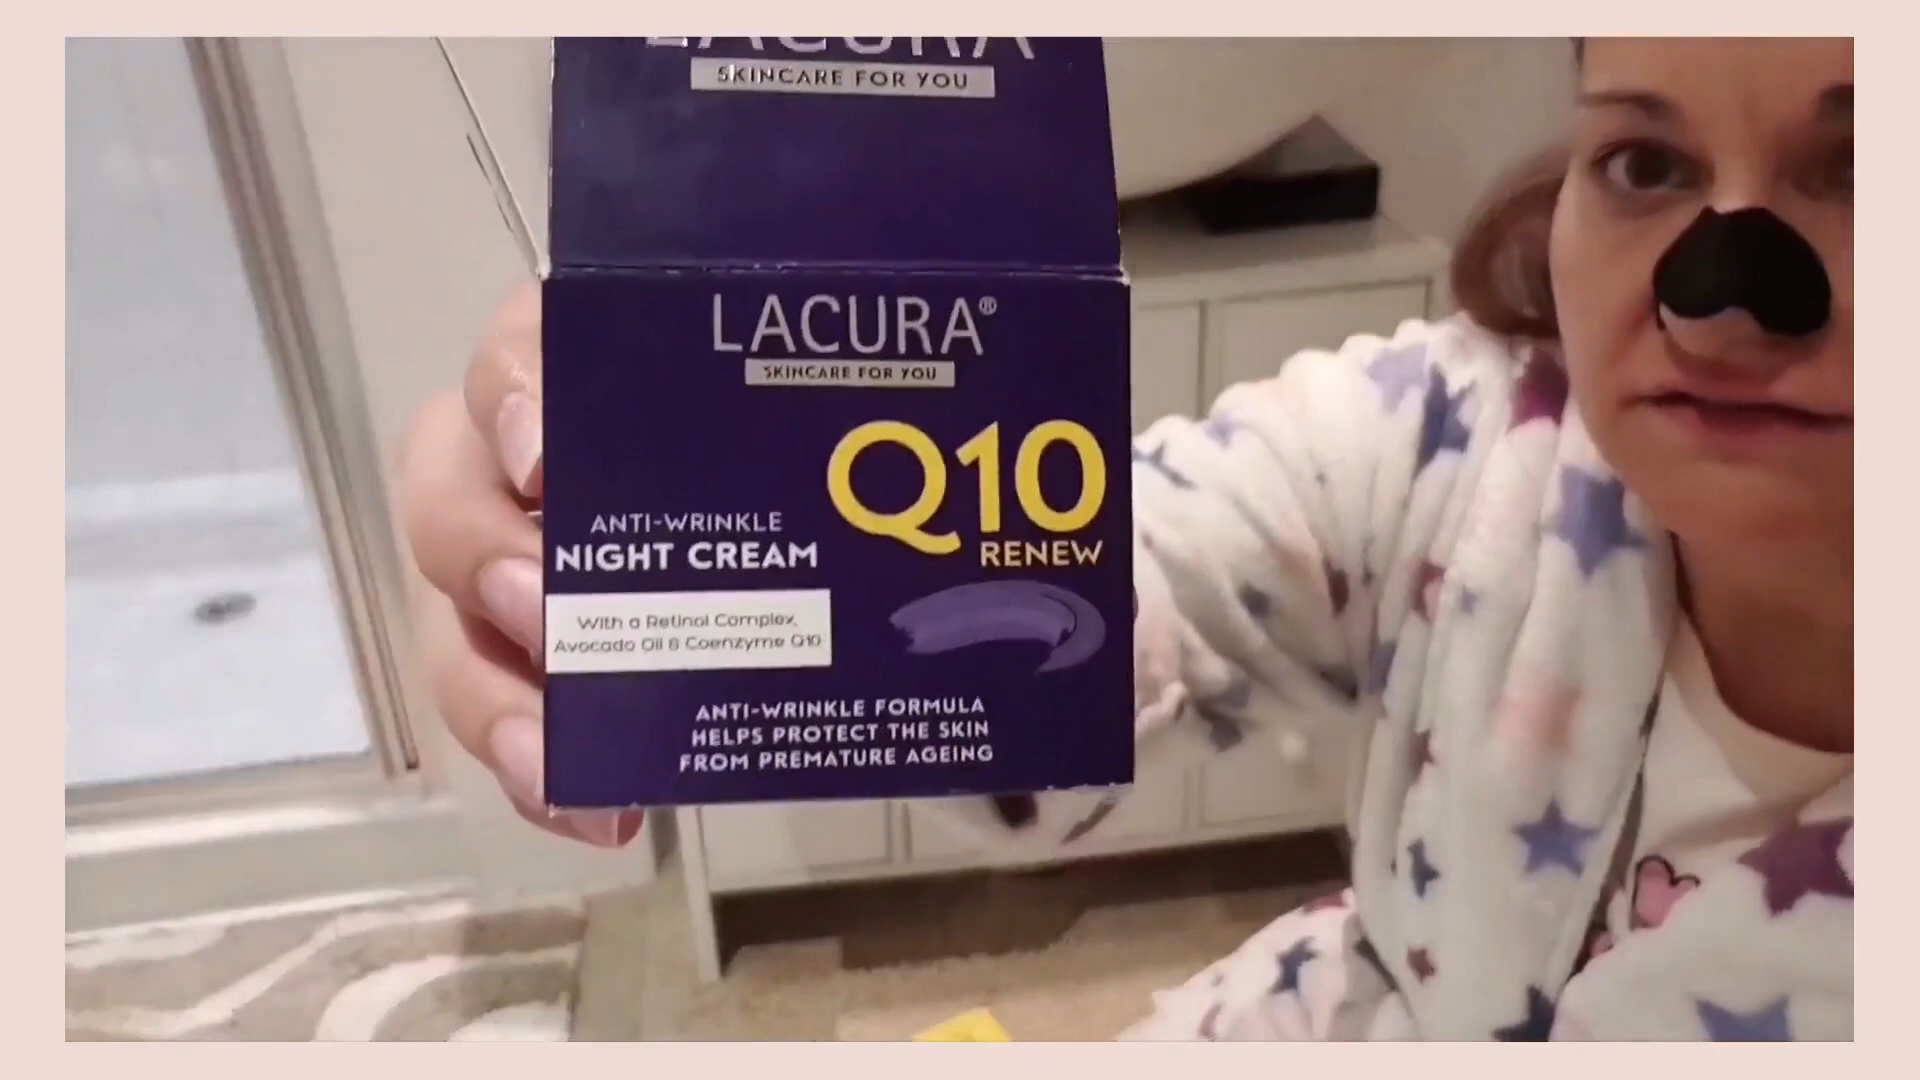 LACURA
SKINCARE FOR YOU
LACURA®
SKINCARE FOR YOU
Q10
RENEW
ANTI-WRINKLE
NIGHT CREAM
With a Retinol Complex,
Avocado Oil & Coenzyme Q10
ANTI-WRINKLE FORMULA
HELPS PROTECT THE SKIN
FROM PREMATURE AGEING